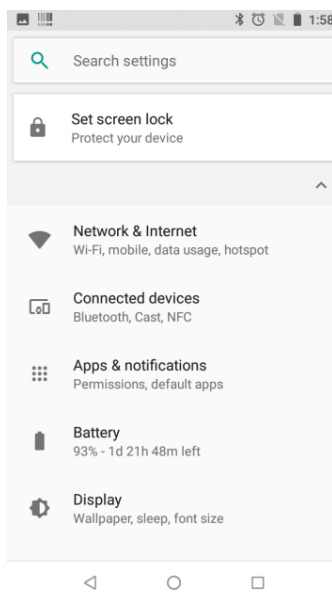 1:58
Search settings
Set screen lock
Protect your device
Network & Internet
Wi-Fi, mobile, data usage, hotspot
Connected devices
Bluetooth, Cast, NFC
Apps & notifications
Permissions, default apps
Battery
93% - 1d 21h 48m left
Display
Wallpaper, sleep, font size